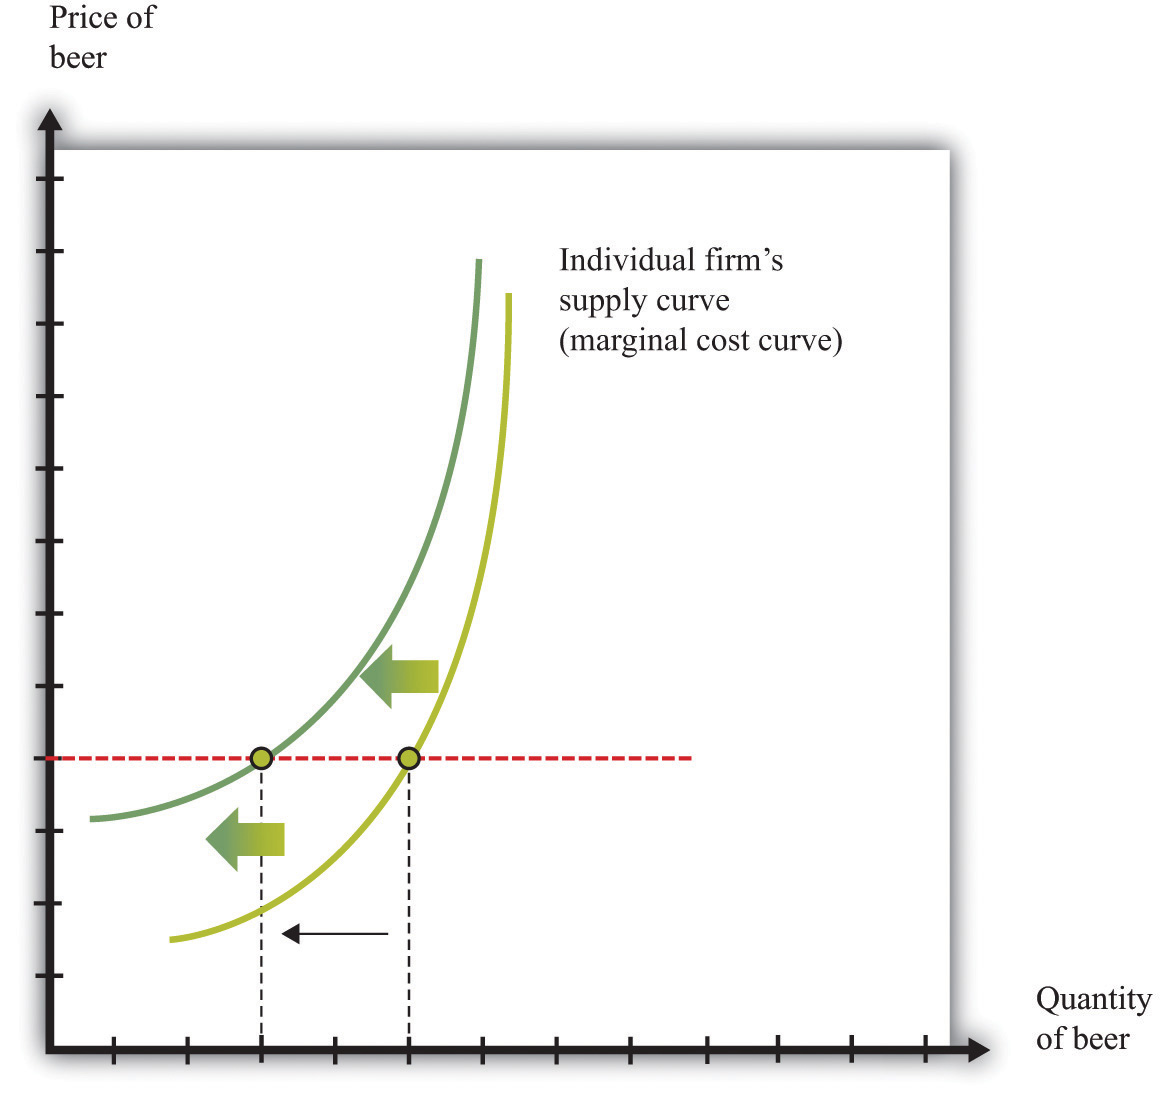 Price of
beer
Individual firm’s
supply curve
(marginal cost curve)
Quantity
of beer